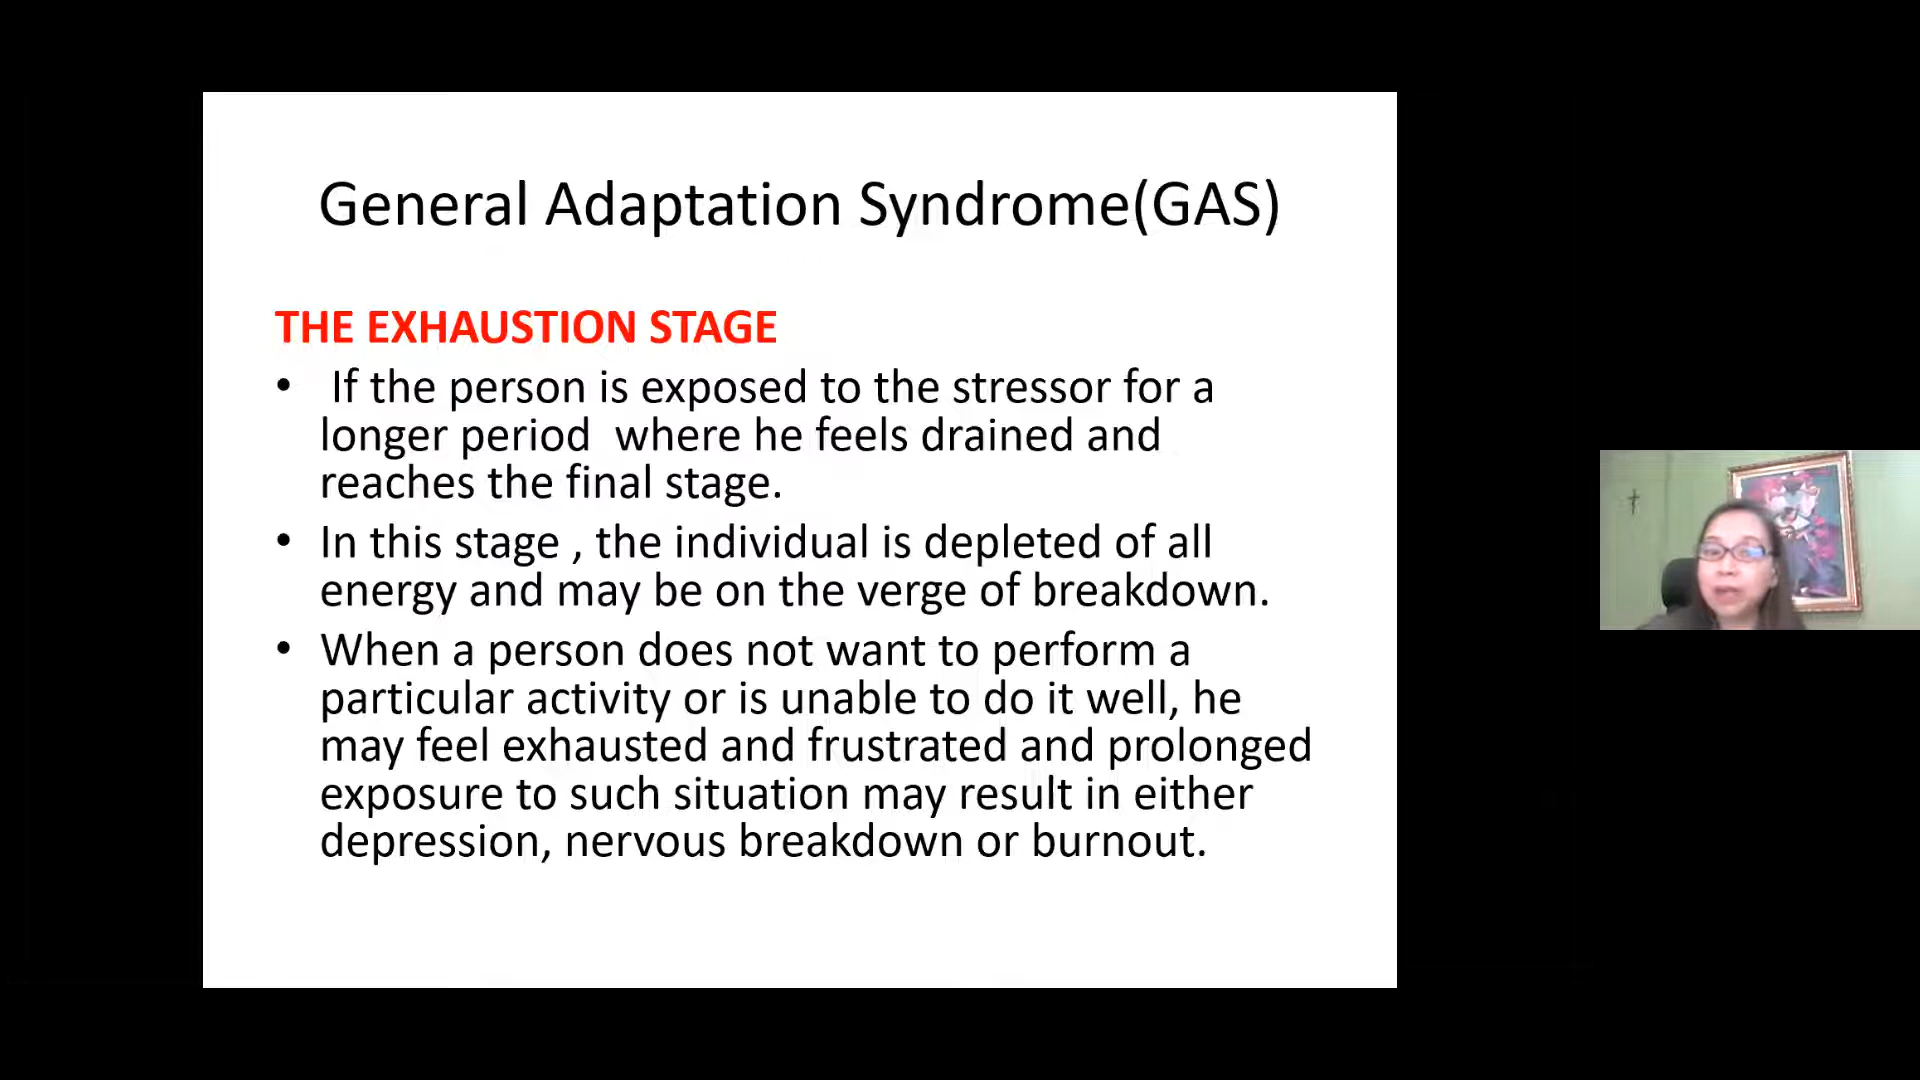 General Adaptation Syndrome(GAS)
THE EXHAUSTION STAGE
• If the person is exposed to the stressor for a
longer period where he feels drained and
reaches the final stage.
• In this stage , the individual is depleted of all
energy and may be on the verge of breakdown.
• When a person does not want to perform a
particular activity or is unable to do it well, he
may feel exhausted and frustrated and prolonged
exposure to such situation may result in either
depression, nervous breakdown or burnout.